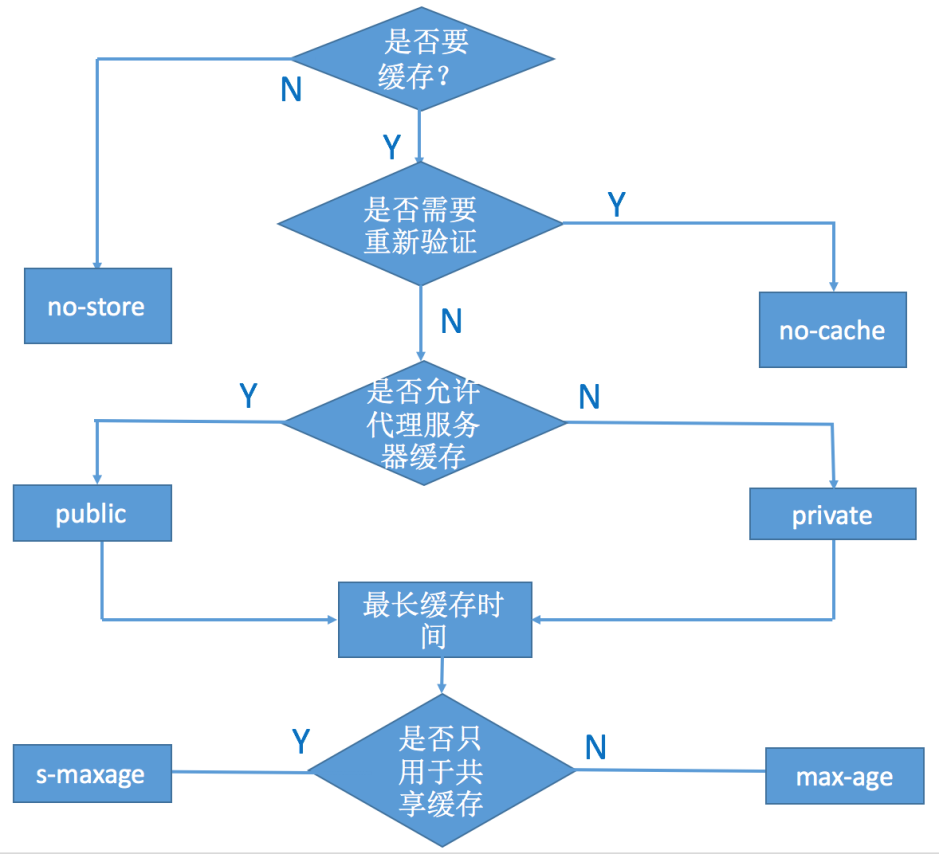 是否要
缓存？
N
Y
是否需要
重新验证
Y
no-store
N
no-cache
Y
是否允许
代理服务
器缓存
N
public
private
最长缓存时
间
Y
是否只
用于共
享缓存
N
s-maxage
max-age